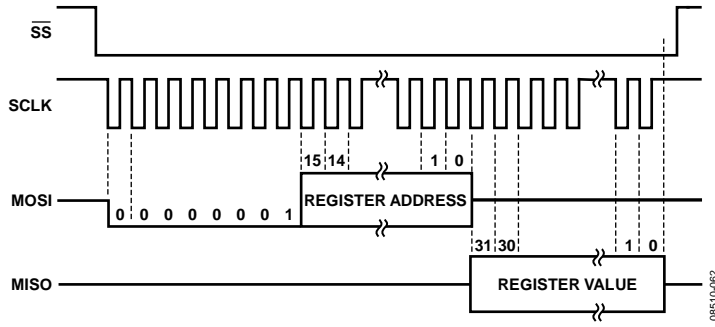 SS
SCLK
15 14 1 0
MOSI 0 0 0 0 0 0 0 1 REGISTER ADDRESS
31 30 1 0
MISO REGISTER VALUE
08510-062